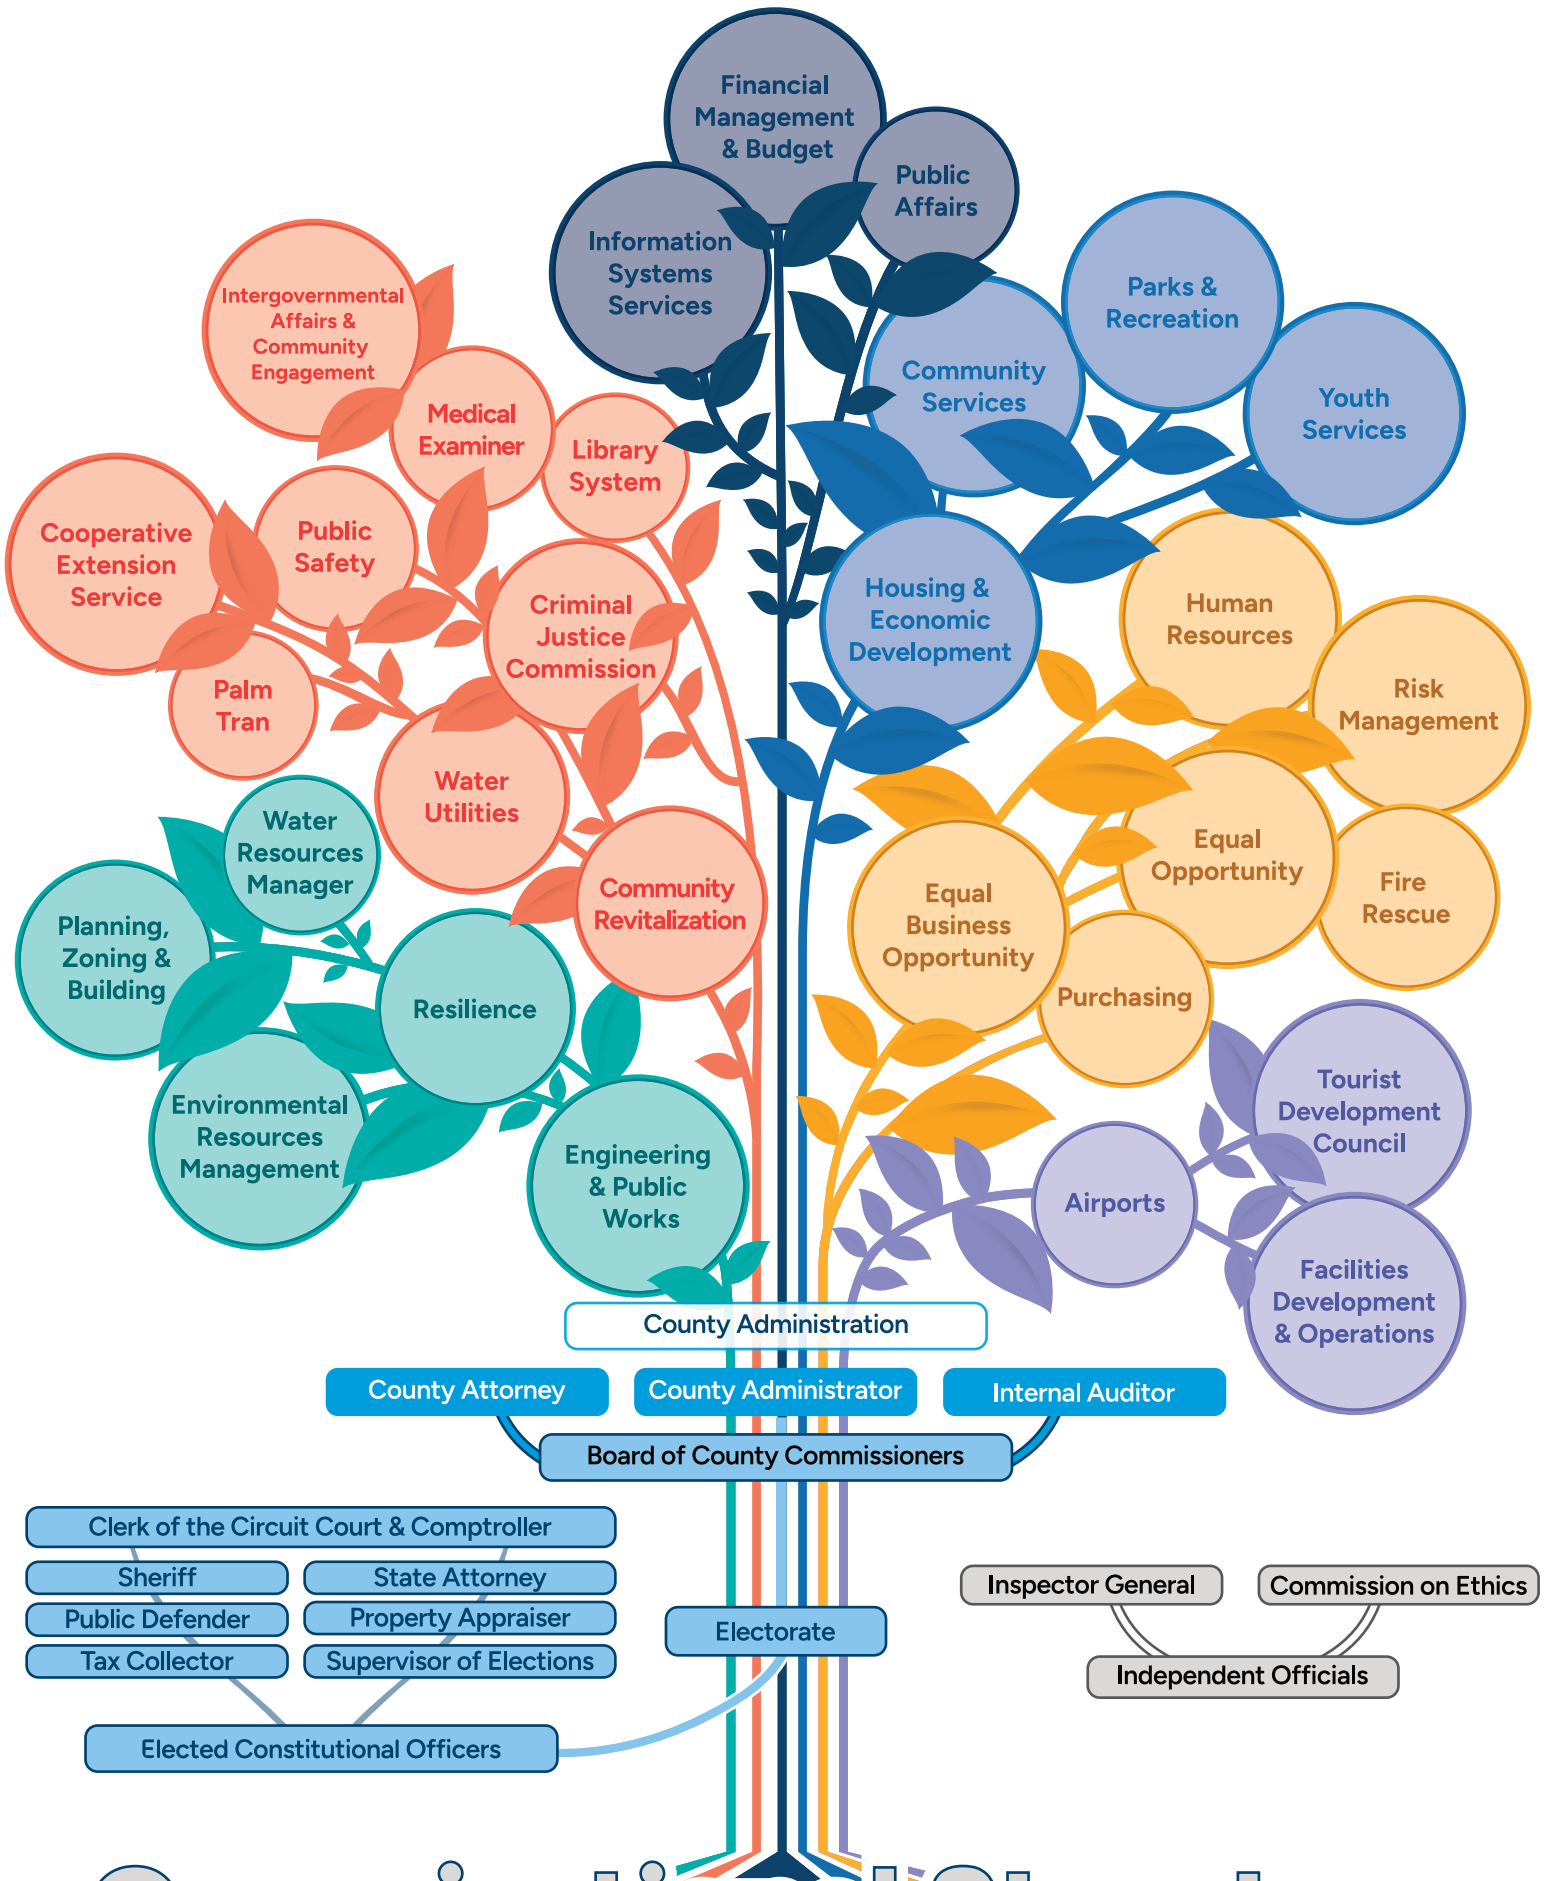 Financial
Management
& Budget
Public
Affairs
Information
Systems
Services
Intergovernmental
Affairs &
Community
Engagement
Medical
Examiner
Library
System
Cooperative
Extension
Service
Public
Safety
Criminal
Justice
Commission
Palm
Tran
Water
Utilities
Community
Revitalization
Parks &
Recreation
Community
Services
Youth
Services
Housing &
Economic
Development
Human
Resources
Risk
Management
Equal
Opportunity
Fire
Rescue
Equal
Business
Opportunity
Purchasing
Water
Resources
Manager
Planning,
Zoning &
Building
Resilience
Environmental
Resources
Management
Engineering
& Public
Works
Tourist
Development
Council
Airports
Facilities
Development
& Operations
County Administration
County Attorney
County Administrator
Internal Auditor
Board of County Commissioners
Clerk of the Circuit Court & Comptroller
Sheriff
State Attorney
Public Defender
Property Appraiser
Tax Collector
Supervisor of Elections
Electorate
Elected Constitutional Officers
Inspector General
Commission on Ethics
Independent Officials